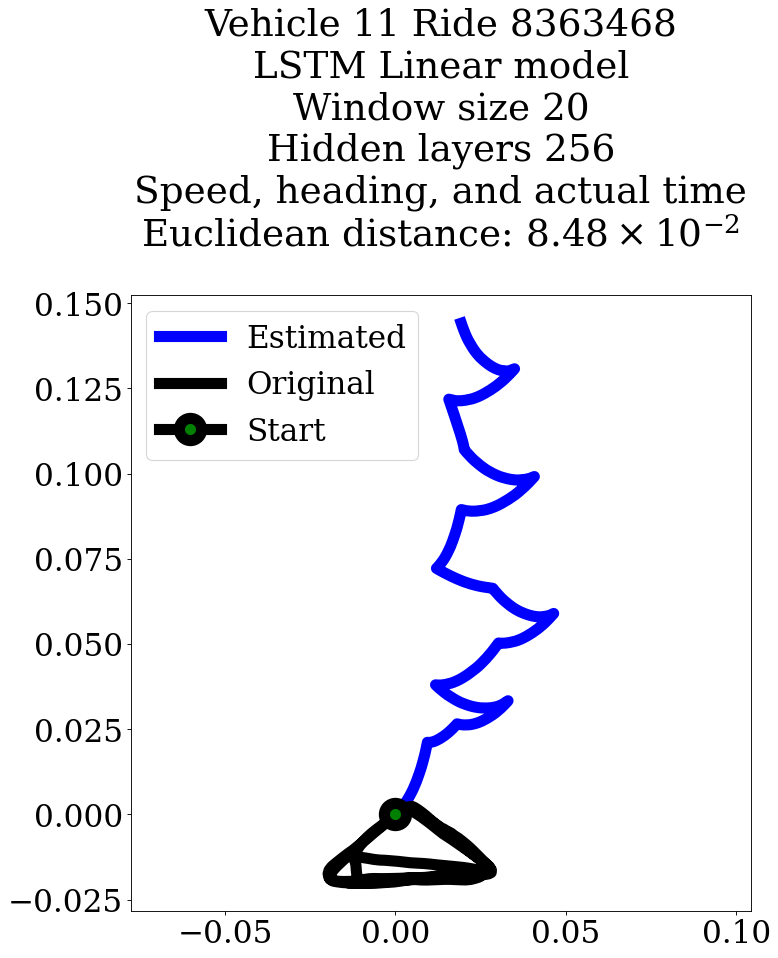 Vehicle 11 Ride 8363468
LSTM Linear model
Window size 20
Hidden layers 256
Speed, heading, and actual time
Euclidean distance: 8.48 × 10⁻²
0.150
0.125
0.100
0.075
0.050
0.025
0.000
−0.025
Estimated
Original
Start
−0.05 0.00 0.05 0.10